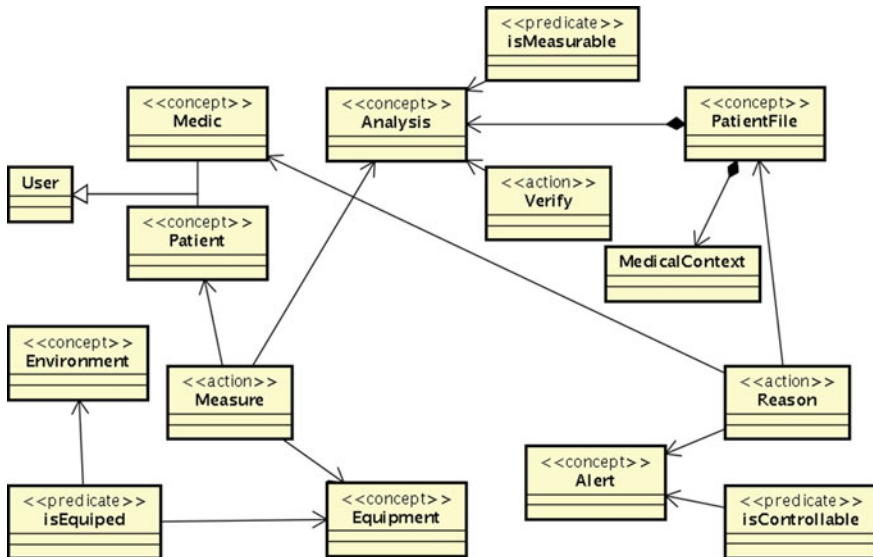 <<predicate>>
isMeasurable
<<concept>>
Medic
<<concept>>
Analysis
<<concept>>
PatientFile
User
<<action>>
Verify
<<concept>>
Patient
MedicalContext
<<concept>>
Environment
<<action>>
Measure
<<action>>
Reason
<<concept>>
Alert
<<predicate>>
isEquiped
<<concept>>
Equipment
<<predicate>>
isControllable